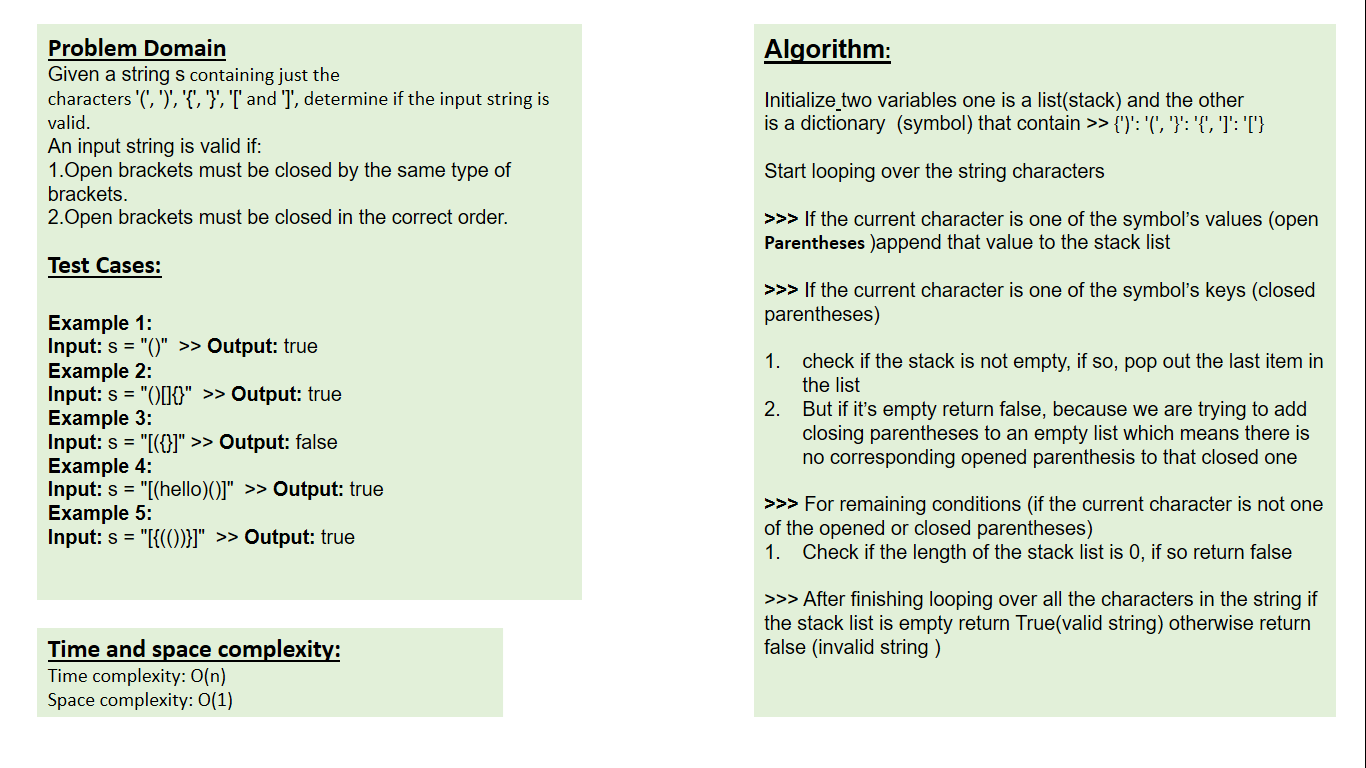 Problem Domain
Given a string s containing just the
characters '(', ')', '{', '}', '[' and ']', determine if the input string is
valid.
An input string is valid if:
1.Open brackets must be closed by the same type of
brackets.
2.Open brackets must be closed in the correct order.
Test Cases:
Example 1:
Input: s = "()" >> Output: true
Example 2:
Input: s = "()[]{}" >> Output: true
Example 3:
Input: s = "[({}]" >> Output: false
Example 4:
Input: s = "[(hello)()]" >> Output: true
Example 5:
Input: s = "[{(())}]" >> Output: true
Time and space complexity:
Time complexity: O(n)
Space complexity: O(1)
Algorithm:
Initialize two variables one is a list(stack) and the other
is a dictionary (symbol) that contain >> {')': '(', '}': '{', ']': '['}
Start looping over the string characters
>>> If the current character is one of the symbol's values (open
Parentheses )append that value to the stack list
>>> If the current character is one of the symbol's keys (closed
parentheses)
1. check if the stack is not empty, if so, pop out the last item in
the list
2. But if it's empty return false, because we are trying to add
closing parentheses to an empty list which means there is
no corresponding opened parenthesis to that closed one
>>> For remaining conditions (if the current character is not one
of the opened or closed parentheses)
1. Check if the length of the stack list is 0, if so return false
>>> After finishing looping over all the characters in the string if
the stack list is empty return True(valid string) otherwise return
false (invalid string )